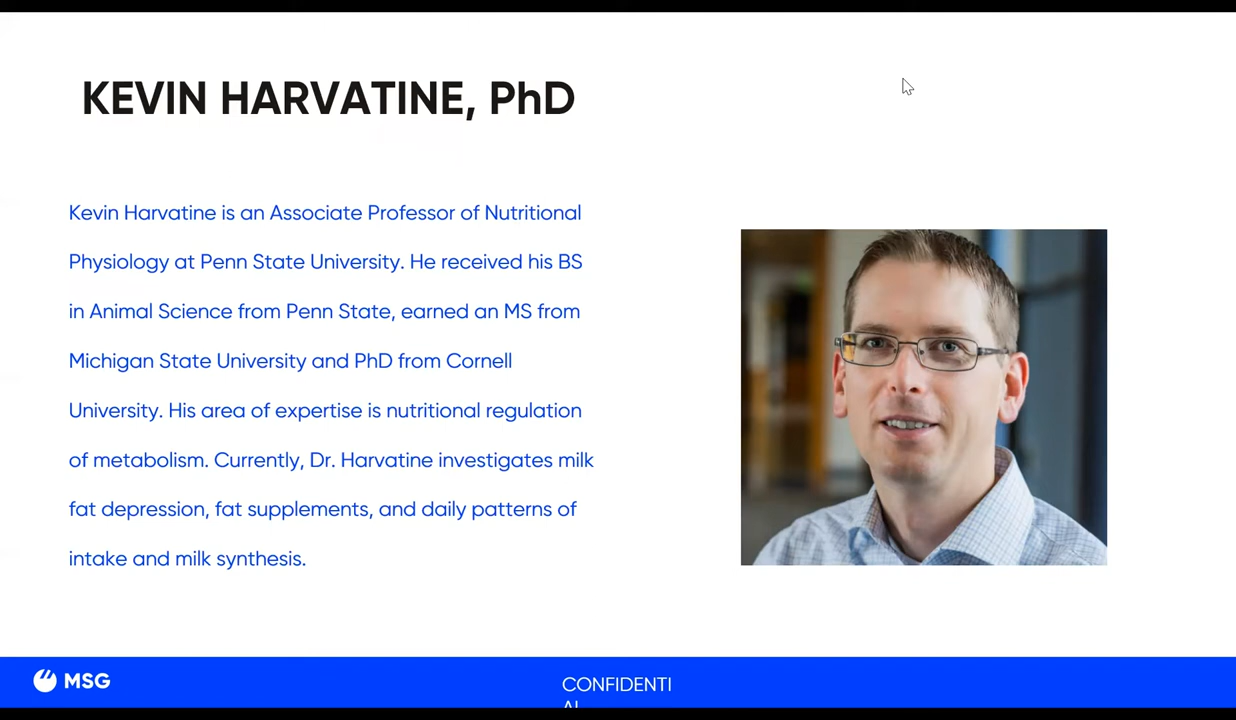 KEVIN HARVATINE, PhD
Kevin Harvatine is an Associate Professor of Nutritional
Physiology at Penn State University. He received his BS
in Animal Science from Penn State, earned an MS from
Michigan State University and PhD from Cornell
University. His area of expertise is nutritional regulation
of metabolism. Currently, Dr. Harvatine investigates milk
fat depression, fat supplements, and daily patterns of
intake and milk synthesis.
MSG
CONFIDENTI
AL